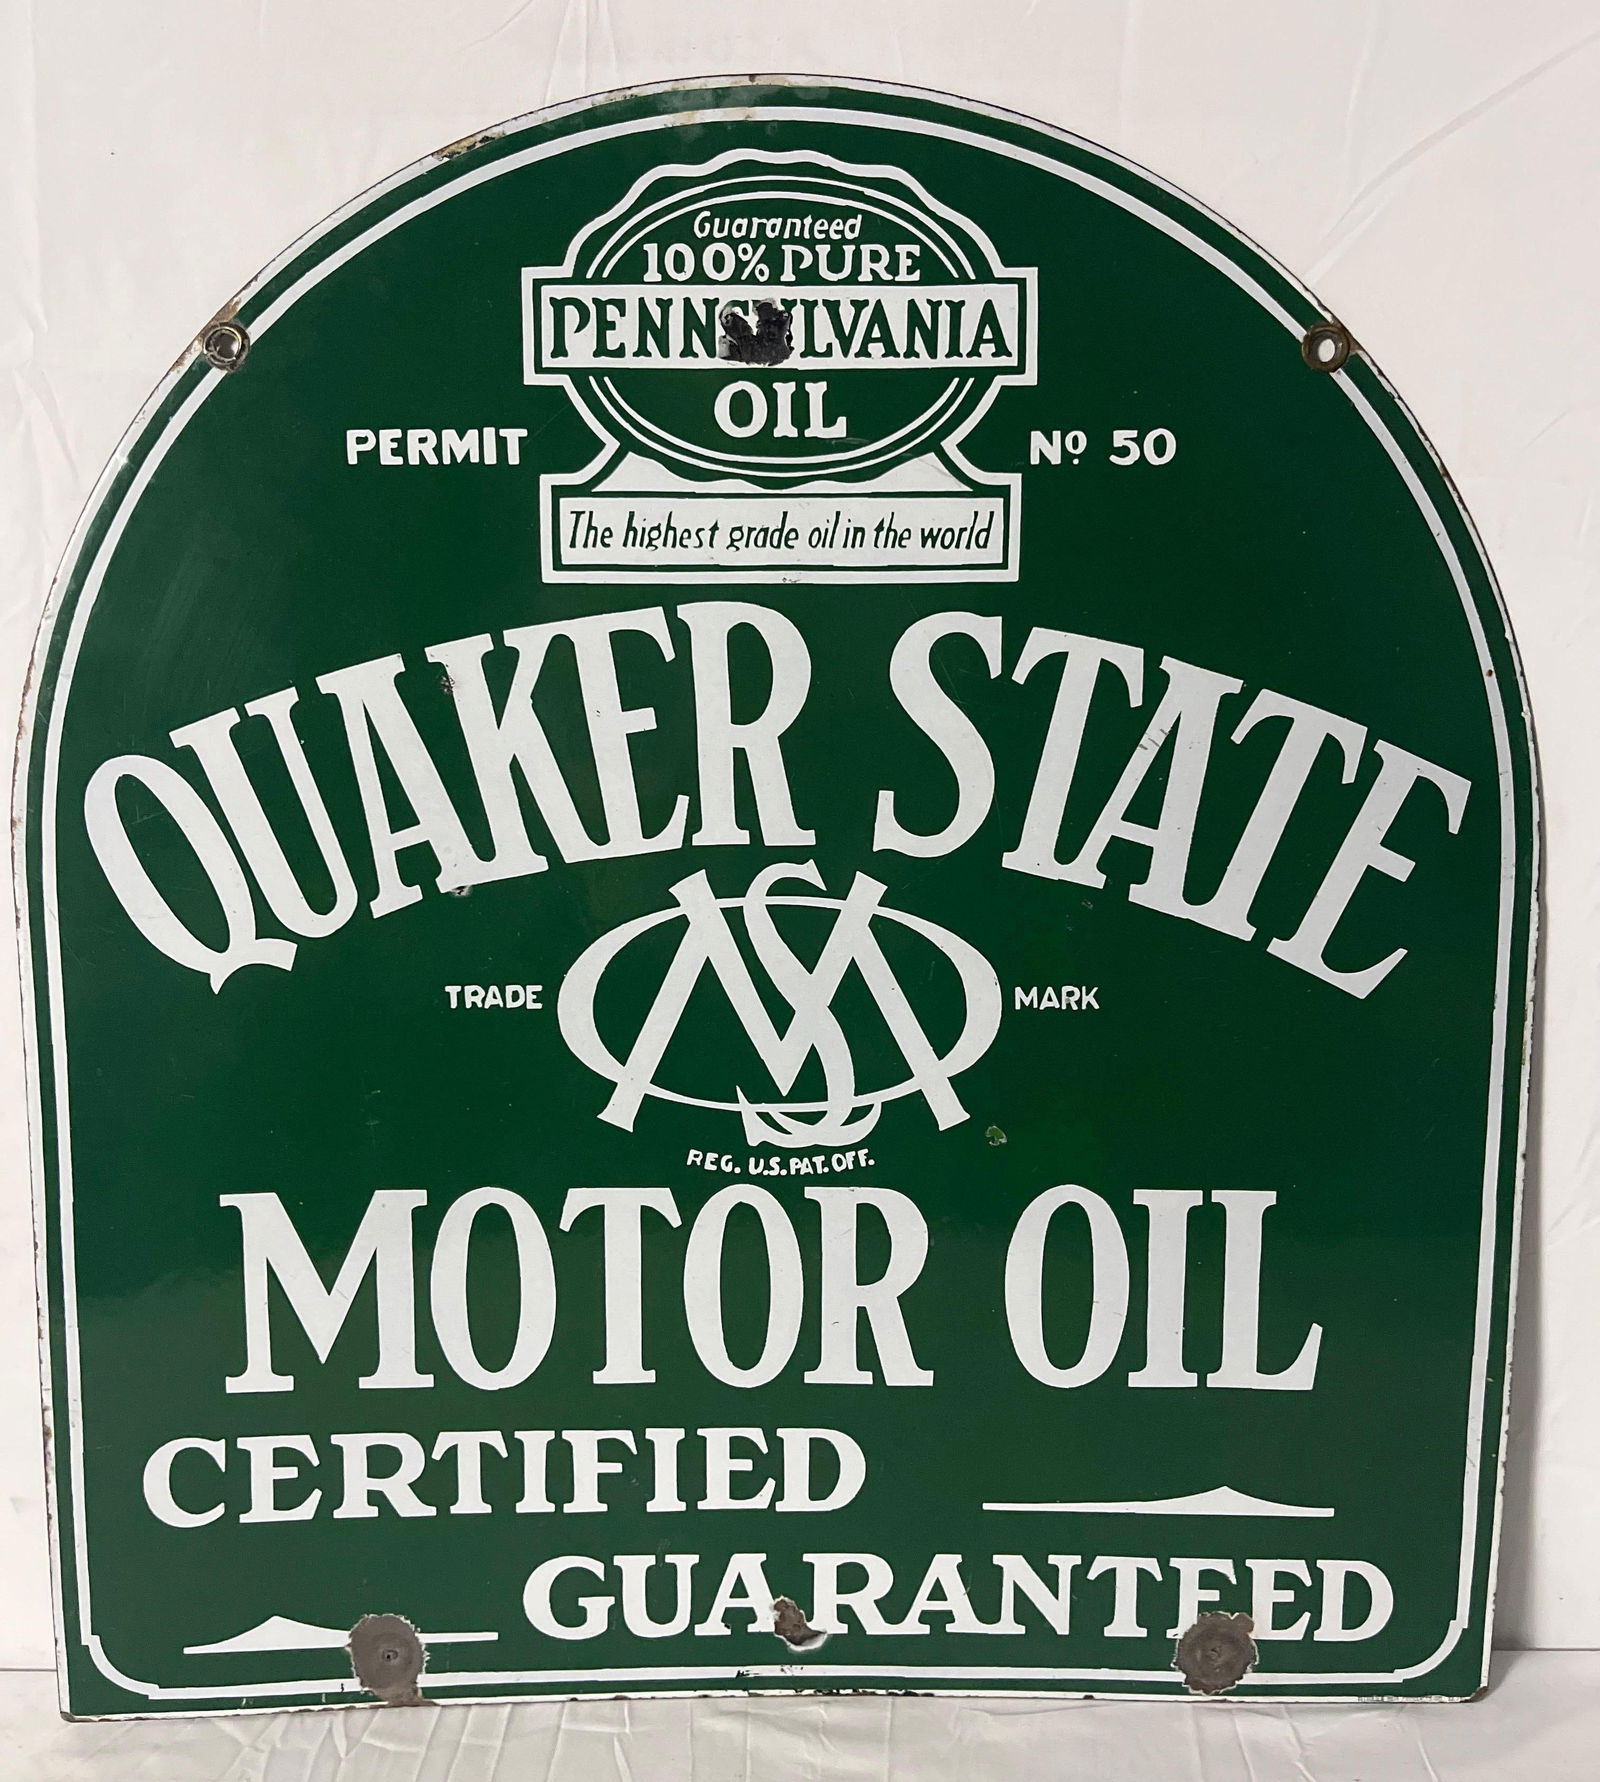 Guaranteed
100% PURE
PENNSYLVANIA
OIL
PERMIT Nº 50
The highest grade oil in the world
QUAKER STATE
QSM
TRADE MARK
REG. U.S. PAT. OFF.
MOTOR OIL
CERTIFIED
GUARANTEED